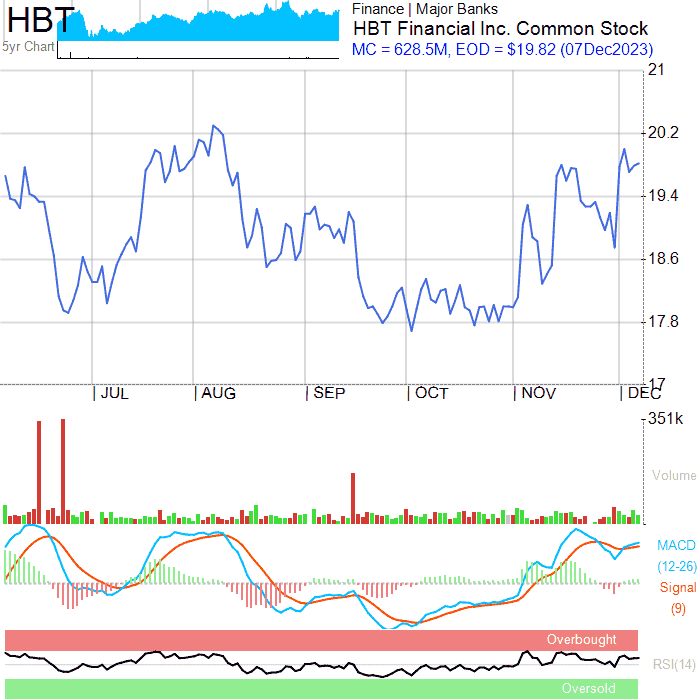 HBT
5yr Chart
Finance | Major Banks
HBT Financial Inc. Common Stock
MC = 628.5M, EOD = $19.82 (07Dec2023)
21
20.2
19.4
18.6
17.8
17
| JUL | AUG | SEP | OCT | NOV | DEC
351k
Volume
MACD
(12-26)
Signal
(9)
Overbought
RSI(14)
Oversold